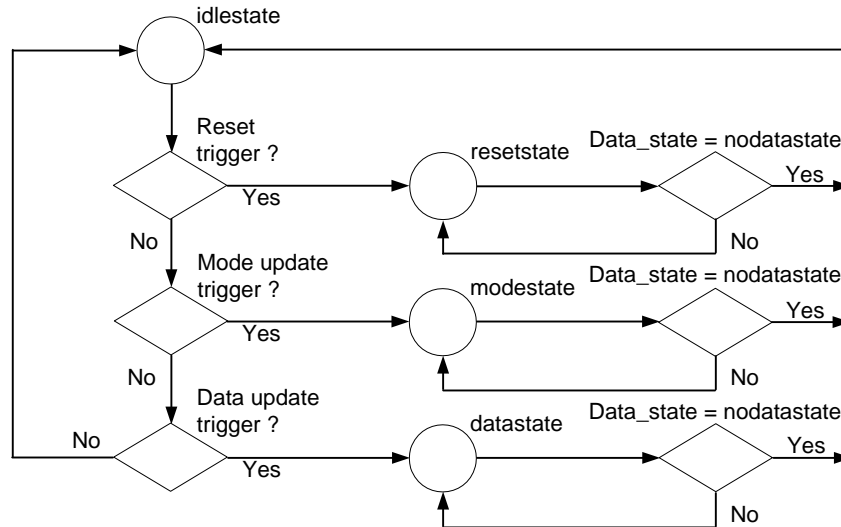 idlestate
Reset
trigger ?
resetstate
Data_state = nodatastate
Yes
Yes
No
No
Mode update
trigger ?
modestate
Data_state = nodatastate
Yes
Yes
No
No
Data update
trigger ?
datastate
Data_state = nodatastate
No
Yes
Yes
No